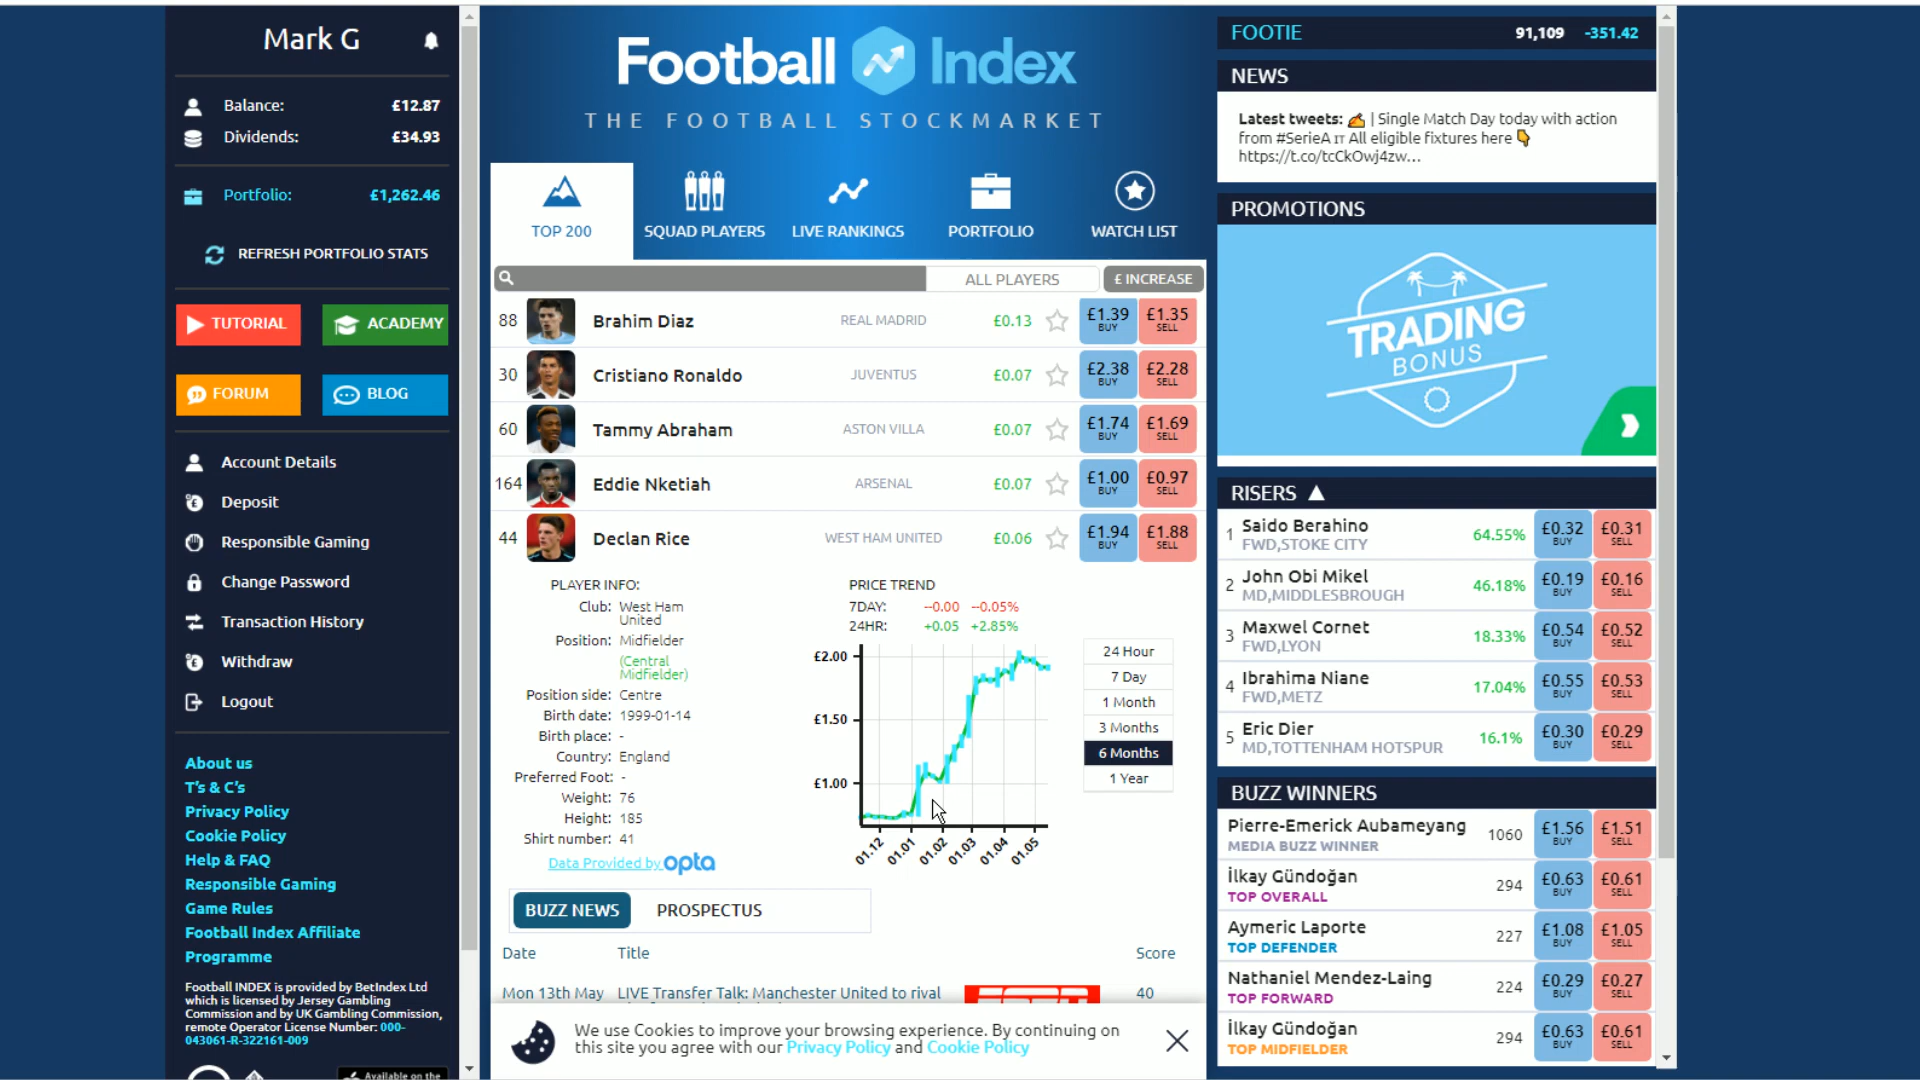 Mark G
Balance: £12.87
Dividends: £34.93
Portfolio: £1,262.46
REFRESH PORTFOLIO STATS
TUTORIAL
ACADEMY
FORUM
BLOG
Account Details
Deposit
Responsible Gaming
Change Password
Transaction History
Withdraw
Logout
About us
T's & C's
Privacy Policy
Cookie Policy
Help & FAQ
Responsible Gaming
Game Rules
Football Index Affiliate
Programme
Football INDEX is provided by BetIndex Ltd
which is licensed by Jersey Gambling
Commission and by UK Gambling Commission,
remote Operator License Number: 000-
043061-R-322161-009
Available on the
Football Index
THE FOOTBALL STOCKMARKET
TOP 200
SQUAD PLAYERS
LIVE RANKINGS
PORTFOLIO
WATCH LIST
ALL PLAYERS
£ INCREASE
88 Brahim Diaz REAL MADRID £0.13 £1.39 BUY £1.35 SELL
30 Cristiano Ronaldo JUVENTUS £0.07 £2.38 BUY £2.28 SELL
60 Tammy Abraham ASTON VILLA £0.07 £1.74 BUY £1.69 SELL
164 Eddie Nketiah ARSENAL £0.07 £1.00 BUY £0.97 SELL
44 Declan Rice WEST HAM UNITED £0.06 £1.94 BUY £1.88 SELL
PLAYER INFO:
Club: West Ham
United
Position: Midfielder
(Central
Midfielder)
Position side: Centre
Birth date: 1999-01-14
Birth place: -
Country: England
Preferred Foot: -
Weight: 76
Height: 185
Shirt number: 41
Data Provided by opta
PRICE TREND
7DAY: --0.00 --0.05%
24HR: +0.05 +2.85%
£2.00
£1.50
£1.00
01.12 01.01 01.02 01.03 01.04 01.05
24 Hour
7 Day
1 Month
3 Months
6 Months
1 Year
BUZZ NEWS
PROSPECTUS
Date Title Score
Mon 13th May LIVE Transfer Talk: Manchester United to rival 40
We use Cookies to improve your browsing experience. By continuing on
this site you agree with our Privacy Policy and Cookie Policy
FOOTIE 91,109 -351.42
NEWS
Latest tweets: ✍ | Single Match Day today with action
from #SerieA IT All eligible fixtures here 👇
https://t.co/tcCkOwj4zw...
PROMOTIONS
TRADING
BONUS
RISERS ▲
1 Saido Berahino 64.55% £0.32 BUY £0.31 SELL
FWD,STOKE CITY
2 John Obi Mikel 46.18% £0.19 BUY £0.16 SELL
MD,MIDDLESBROUGH
3 Maxwel Cornet 18.33% £0.54 BUY £0.52 SELL
FWD,LYON
4 Ibrahima Niane 17.04% £0.55 BUY £0.53 SELL
FWD,METZ
5 Eric Dier 16.1% £0.30 BUY £0.29 SELL
MD,TOTTENHAM HOTSPUR
BUZZ WINNERS
Pierre-Emerick Aubameyang 1060 £1.56 BUY £1.51 SELL
MEDIA BUZZ WINNER
İlkay Gündoğan 294 £0.63 BUY £0.61 SELL
TOP OVERALL
Aymeric Laporte 227 £1.08 BUY £1.05 SELL
TOP DEFENDER
Nathaniel Mendez-Laing 224 £0.29 BUY £0.27 SELL
TOP FORWARD
İlkay Gündoğan 294 £0.63 BUY £0.61 SELL
TOP MIDFIELDER